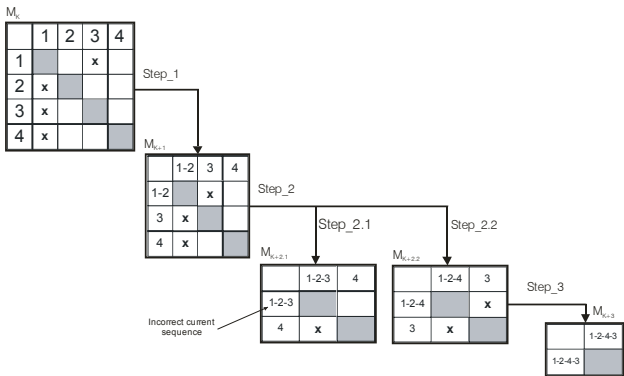 M_K
1 2 3 4
1 x
2 x
3 x
4 x
Step_1
M_K+1
1-2 3 4
1-2 x
3 x
4 x
Step_2
Step_2.1
Step_2.2
M_K+2,1
1-2-3 4
1-2-3
4 x
Incorrect current
sequence
M_K+2.2
1-2-4 3
1-2-4 x
3 x
Step_3
M_K+3
1-2-4-3
1-2-4-3